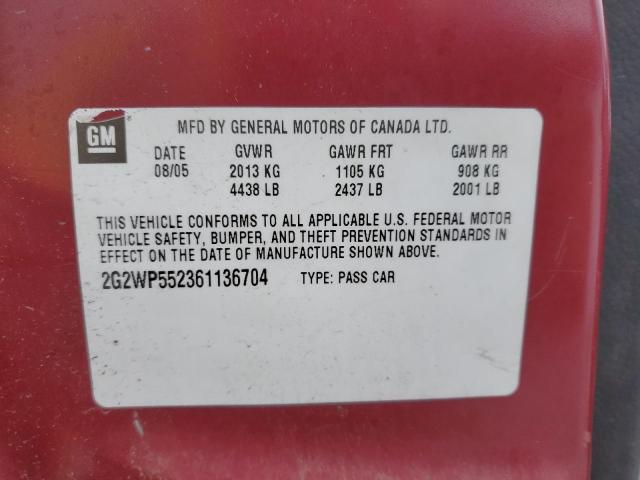 GM
MFD BY GENERAL MOTORS OF CANADA LTD.
DATE GVWR GAWR FRT GAWR RR
08/05 2013 KG 1105 KG 908 KG
4438 LB 2437 LB 2001 LB
THIS VEHICLE CONFORMS TO ALL APPLICABLE U.S. FEDERAL MOTOR
VEHICLE SAFETY, BUMPER, AND THEFT PREVENTION STANDARDS IN
EFFECT ON THE DATE OF MANUFACTURE SHOWN ABOVE.
2G2WP552361136704 TYPE: PASS CAR